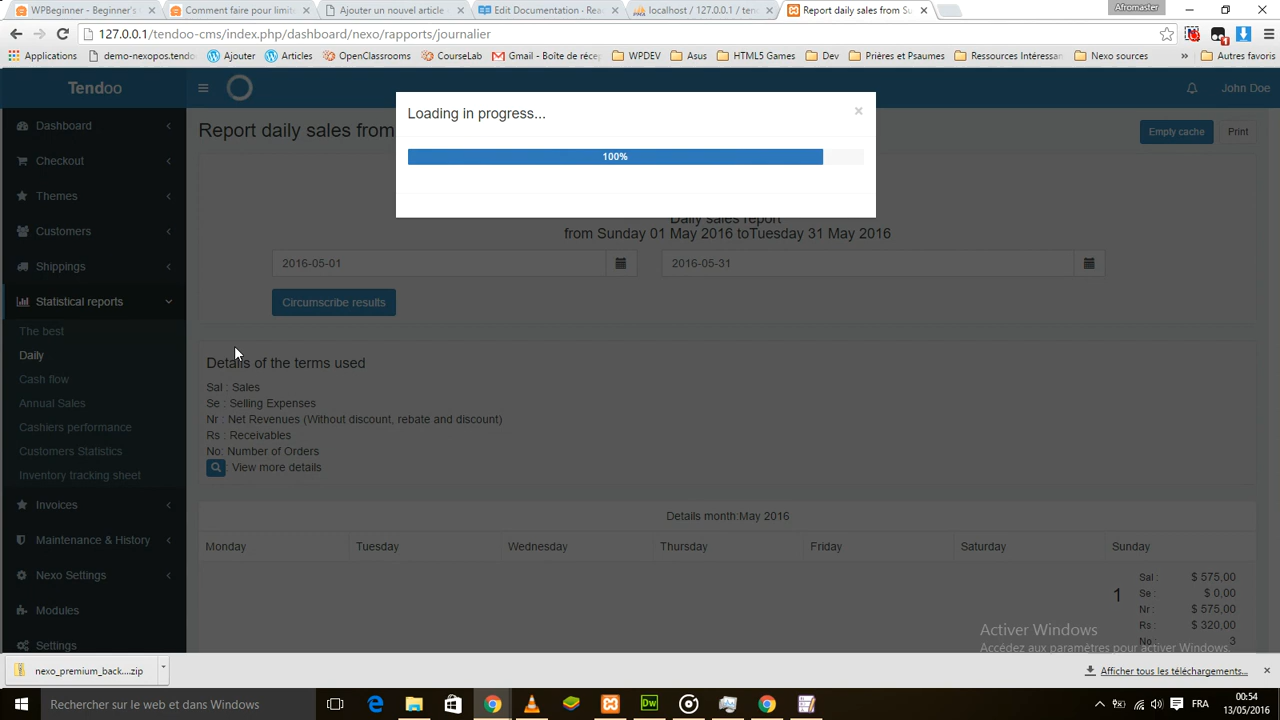 WPBeginner - Beginner's
Comment faire pour limite
Ajouter un nouvel article
Edit Documentation - Rea
localhost / 127.0.0.1 / ten
Report daily sales from Su
Afromaster
127.0.0.1/tendoo-cms/index.php/dashboard/nexo/rapports/journalier
Applications
demo-nexopos.tendo
Ajouter
Articles
OpenClassrooms
CourseLab
Gmail - Boîte de récep
WPDEV
Asus
HTML5 Games
Dev
Prières et Psaumes
Ressources Intéressan
Nexo sources
»
Autres favoris
Tendoo
John Doe
Loading in progress...
×
100%
Dashboard
Checkout
Themes
Customers
Shippings
Statistical reports
The best
Daily
Cash flow
Annual Sales
Cashiers performance
Customers Statistics
Inventory tracking sheet
Invoices
Maintenance & History
Nexo Settings
Modules
Settings
Report daily sales from
Empty cache
Print
Daily sales report
from Sunday 01 May 2016 toTuesday 31 May 2016
2016-05-01
2016-05-31
Circumscribe results
Details of the terms used
Sal : Sales
Se : Selling Expenses
Nr : Net Revenues (Without discount, rebate and discount)
Rs : Receivables
No: Number of Orders
View more details
Details month:May 2016
Monday Tuesday Wednesday Thursday Friday Saturday Sunday
1
Sal : $ 575,00
Se : $ 0,00
Nr : $ 575,00
Rs : $ 320,00
No : 3
Activer Windows
Accédez aux paramètres pour activer Windows.
nexo_premium_back....zip
Afficher tous les téléchargements...
×
Rechercher sur le web et dans Windows
Dw
FRA
00:54
13/05/2016